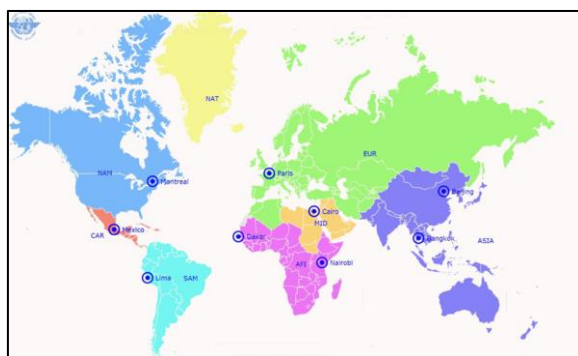 NAT
EUR
NAM
Montreal
Paris
Beijing
Cairo
MID
Mexico
CAR
Dakar
Bangkok
ASIA
AFI
Nairobi
Lima
SAM